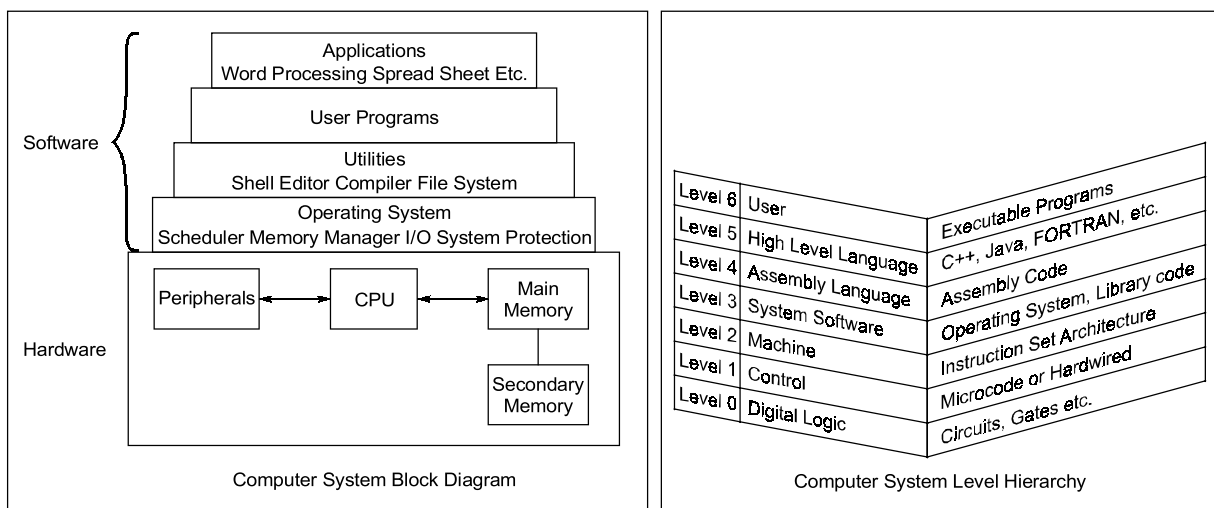 Applications
Word Processing Spread Sheet Etc.
User Programs
Software
Utilities
Shell Editor Compiler File System
Operating System
Scheduler Memory Manager I/O System Protection
Peripherals
CPU
Main
Memory
Hardware
Secondary
Memory
Computer System Block Diagram
Level 6 User Executable Programs
Level 5 High Level Language C++, Java, FORTRAN, etc.
Level 4 Assembly Language Assembly Code
Level 3 System Software Operating System, Library code
Level 2 Machine Instruction Set Architecture
Level 1 Control Microcode or Hardwired
Level 0 Digital Logic Circuits, Gates etc.
Computer System Level Hierarchy